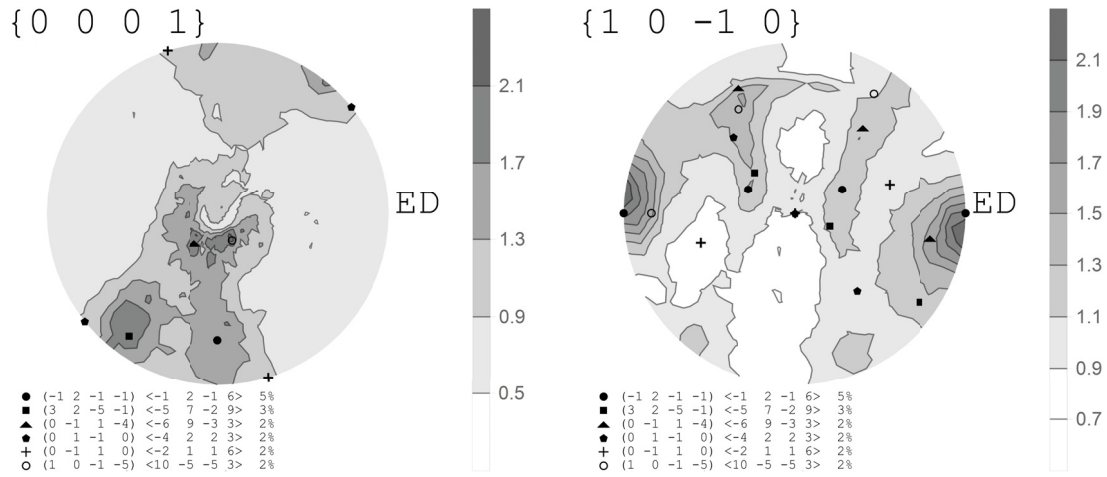 {0 0 0 1}
ED
2.1
1.7
1.3
0.9
0.5
(-1 2 -1 -1) <-1 2 -1 6> 5%
(3 2 -5 -1) <-5 7 -2 9> 3%
(0 -1 1 -4) <-6 9 -3 3> 2%
(0 1 -1 0) <-4 2 2 3> 2%
(0 -1 1 0) <-2 1 1 6> 2%
(1 0 -1 -5) <10 -5 -5 3> 2%
{1 0 -1 0}
ED
2.1
1.9
1.7
1.5
1.3
1.1
0.9
0.7
(-1 2 -1 -1) <-1 2 -1 6> 5%
(3 2 -5 -1) <-5 7 -2 9> 3%
(0 -1 1 -4) <-6 9 -3 3> 2%
(0 1 -1 0) <-4 2 2 3> 2%
(0 -1 1 0) <-2 1 1 6> 2%
(1 0 -1 -5) <10 -5 -5 3> 2%